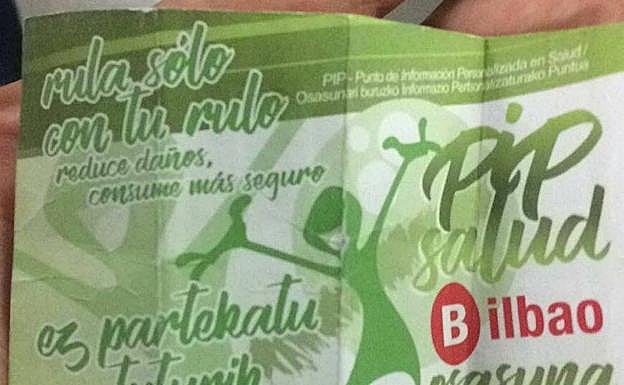 rula sólo
con tu rulo
reduce daños,
consume más seguro
ez partekatu
PIP - Punto de Información Personalizada en Salud /
Osasunari buruzko Informazio Pertsonalizaturako Puntua
PiP
salud
Bilbao
osasuna